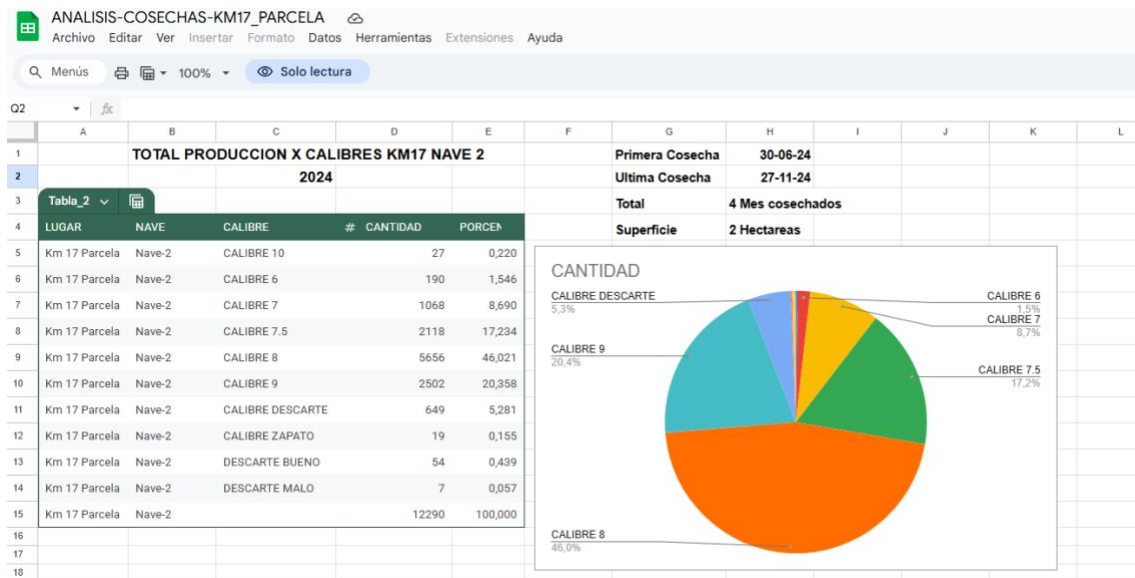 ANALISIS-COSECHAS-KM17_PARCELA
Archivo Editar Ver Insertar Formato Datos Herramientas Extensiones Ayuda
Menús 100% Solo lectura
Q2 fx
A B C D E F G H I J K L
1 TOTAL PRODUCCION X CALIBRES KM17 NAVE 2 Primera Cosecha 30-06-24
2 2024 Ultima Cosecha 27-11-24
3 Tabla_2 Total 4 Mes cosechados
4 LUGAR NAVE CALIBRE # CANTIDAD PORCEN Superficie 2 Hectareas
5 Km 17 Parcela Nave-2 CALIBRE 10 27 0,220
6 Km 17 Parcela Nave-2 CALIBRE 6 190 1,546
7 Km 17 Parcela Nave-2 CALIBRE 7 1068 8,690
8 Km 17 Parcela Nave-2 CALIBRE 7.5 2118 17,234
9 Km 17 Parcela Nave-2 CALIBRE 8 5656 46,021
10 Km 17 Parcela Nave-2 CALIBRE 9 2502 20,358
11 Km 17 Parcela Nave-2 CALIBRE DESCARTE 649 5,281
12 Km 17 Parcela Nave-2 CALIBRE ZAPATO 19 0,155
13 Km 17 Parcela Nave-2 DESCARTE BUENO 54 0,439
14 Km 17 Parcela Nave-2 DESCARTE MALO 7 0,057
15 Km 17 Parcela Nave-2 12290 100,000
16
17
18
CANTIDAD
CALIBRE DESCARTE
5,3%
CALIBRE 9
20,4%
CALIBRE 8
46,0%
CALIBRE 6
1,5%
CALIBRE 7
8,7%
CALIBRE 7.5
17,2%